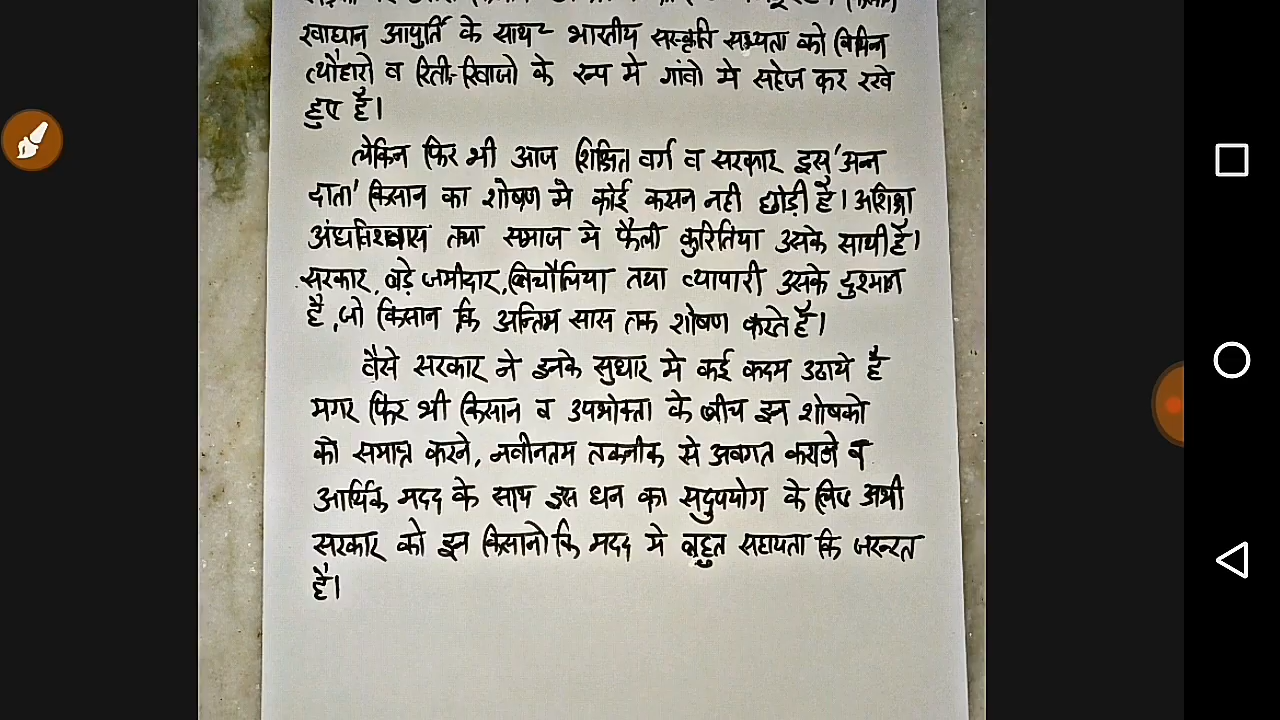 खाद्यान आपुर्ति के साथ- भारतीय संस्कृति सभ्यता को विभिन
त्यौहारो व रिती-रिवाजो के रूप मे गांवो मे सहेज कर रखे
हुए है।
लेकिन फिर भी आज शिक्षित वर्ग व सरकार इस 'अन्न
दाता' किसान का शोषण मे कोई कसन नही छोड़ी है। अशिक्षा
अंधविश्वास तथा समाज मे फैली कुरितिया उसके साथी है।
सरकार, बड़े जमीदार, बिचौलिया तथा व्यापारी उसके दुश्मान
है, जो किसान कि अन्तिम सास तक शोषण करते है।
वैसे सरकार ने इनके सुधार मे कई कदम उठाये है
मगर फिर भी किसान व उपभोक्ता के बीच इन शोषको
को समाप्त करने, नवीनतम तकनीक से अवगत कराने व
आर्थिक मदद के साथ इस धन का सदुपयोग के लिए अभी
सरकार को इन किसानो कि मदद मे बहुत सहायता कि जरूरत
है।